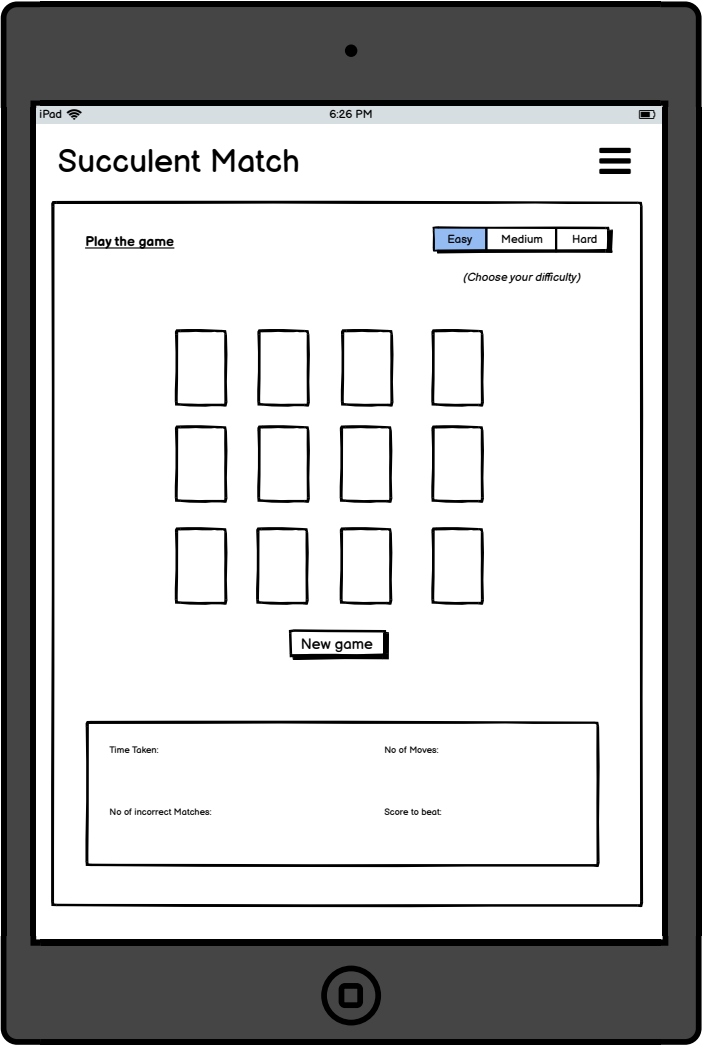 iPad 6:26 PM
Succulent Match
Play the game
Easy Medium Hard
(Choose your difficulty)
New game
Time Taken: No of Moves:
No of incorrect Matches: Score to beat: